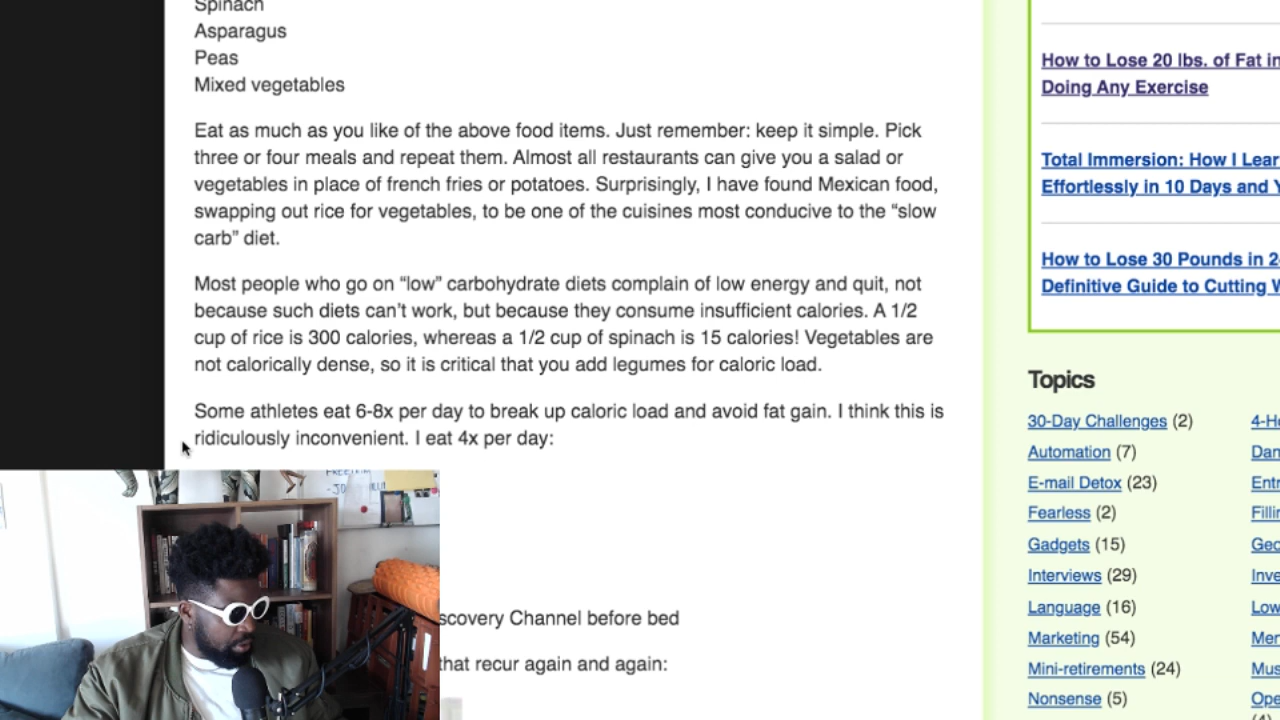 Spinach
Asparagus
Peas
Mixed vegetables
Eat as much as you like of the above food items. Just remember: keep it simple. Pick
three or four meals and repeat them. Almost all restaurants can give you a salad or
vegetables in place of french fries or potatoes. Surprisingly, I have found Mexican food,
swapping out rice for vegetables, to be one of the cuisines most conducive to the “slow
carb” diet.
Most people who go on “low” carbohydrate diets complain of low energy and quit, not
because such diets can’t work, but because they consume insufficient calories. A 1/2
cup of rice is 300 calories, whereas a 1/2 cup of spinach is 15 calories! Vegetables are
not calorically dense, so it is critical that you add legumes for caloric load.
Some athletes eat 6-8x per day to break up caloric load and avoid fat gain. I think this is
ridiculously inconvenient. I eat 4x per day:
scovery Channel before bed
that recur again and again:
How to Lose 20 lbs. of Fat in
Doing Any Exercise
Total Immersion: How I Lear
Effortlessly in 10 Days and Y
How to Lose 30 Pounds in 2
Definitive Guide to Cutting W
Topics
30-Day Challenges (2)
Automation (7)
E-mail Detox (23)
Fearless (2)
Gadgets (15)
Interviews (29)
Language (16)
Marketing (54)
Mini-retirements (24)
Nonsense (5)
4-Ho
Dan
Entr
Fillin
Geo
Inve
Low
Men
Mus
Ope